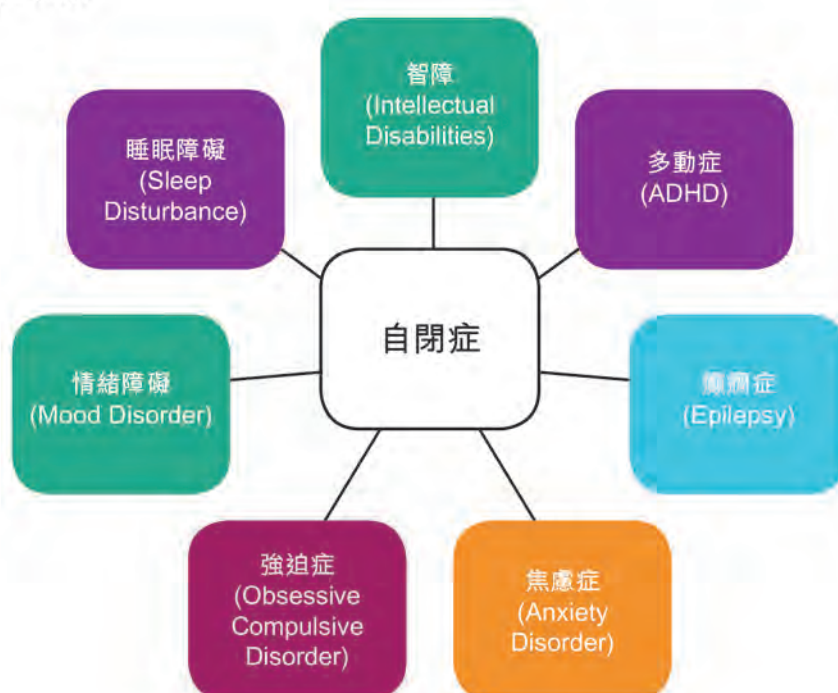 智障
(Intellectual
Disabilities)
多動症
(ADHD)
癲癇症
(Epilepsy)
焦慮症
(Anxiety
Disorder)
強迫症
(Obsessive
Compulsive
Disorder)
情緒障礙
(Mood Disorder)
睡眠障礙
(Sleep
Disturbance)
自閉症